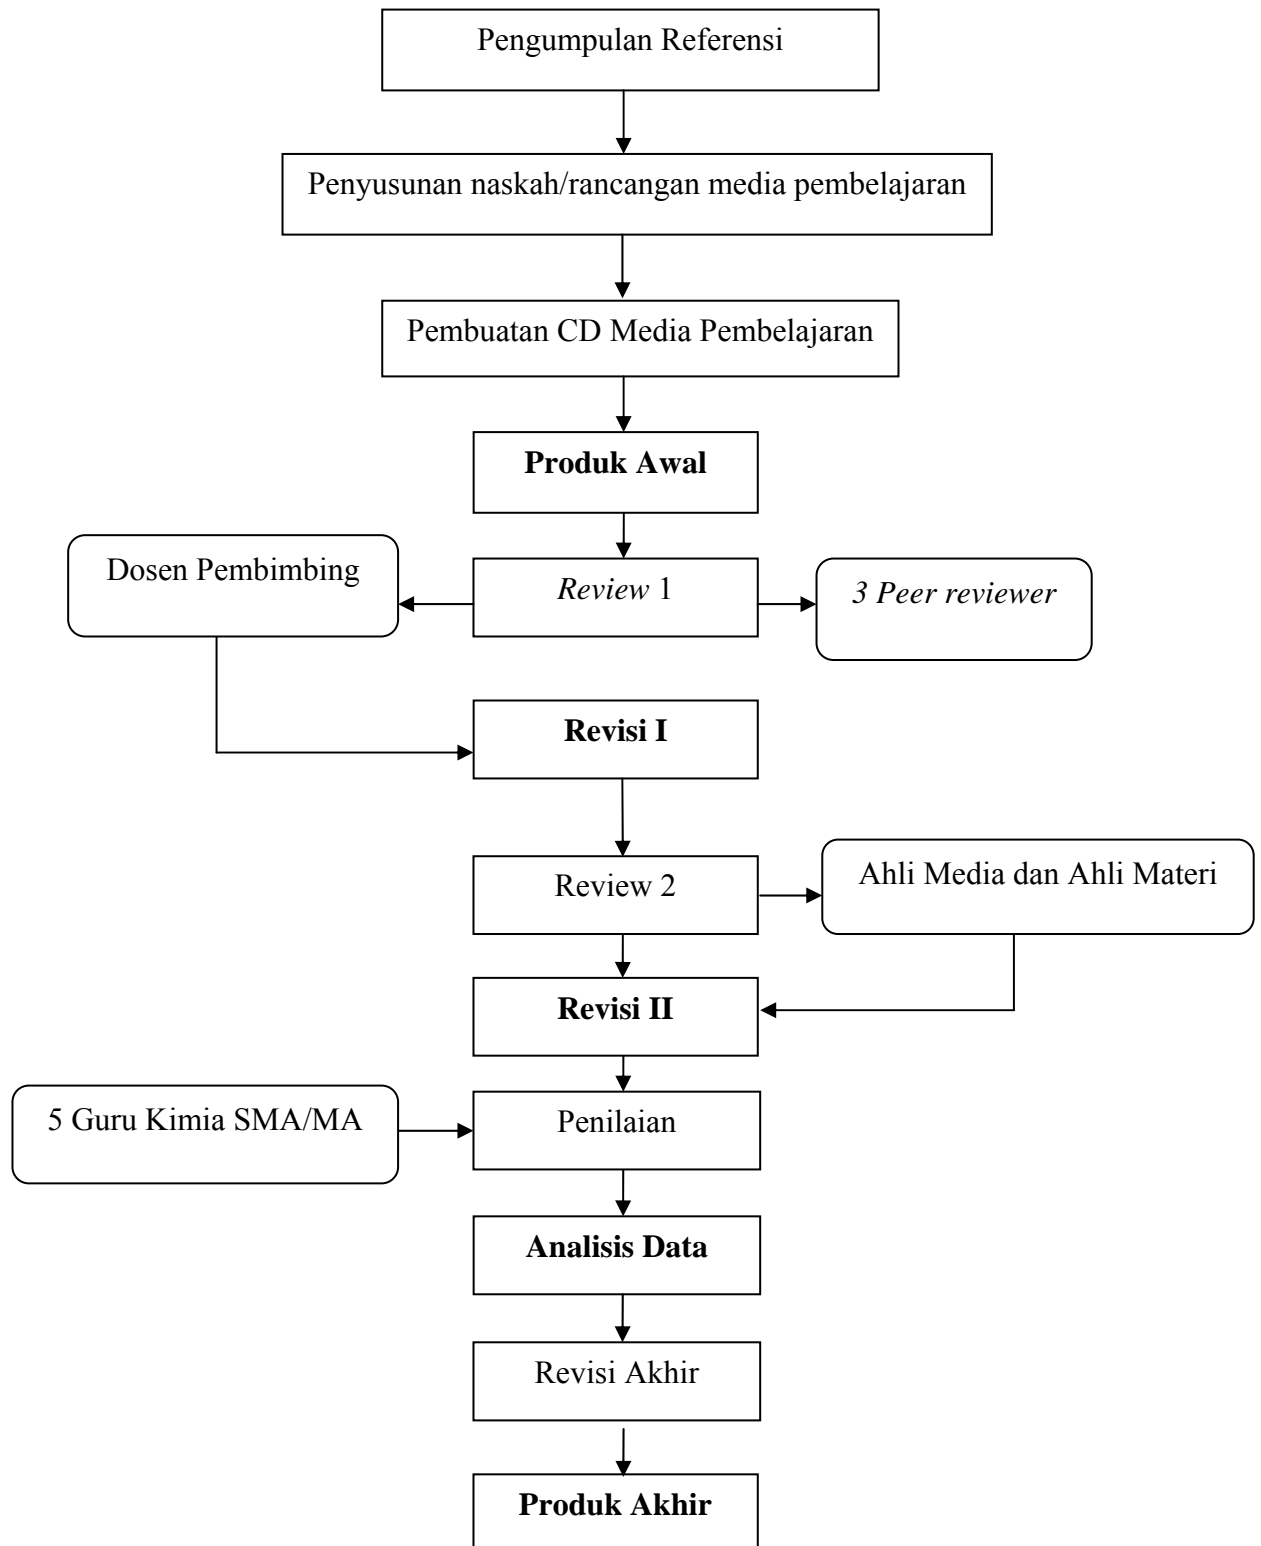 Pengumpulan Referensi
Penyusunan naskah/rancangan media pembelajaran
Pembuatan CD Media Pembelajaran
Produk Awal
Dosen Pembimbing
Review 1
3 Peer reviewer
Revisi I
Review 2
Ahli Media dan Ahli Materi
Revisi II
5 Guru Kimia SMA/MA
Penilaian
Analisis Data
Revisi Akhir
Produk Akhir